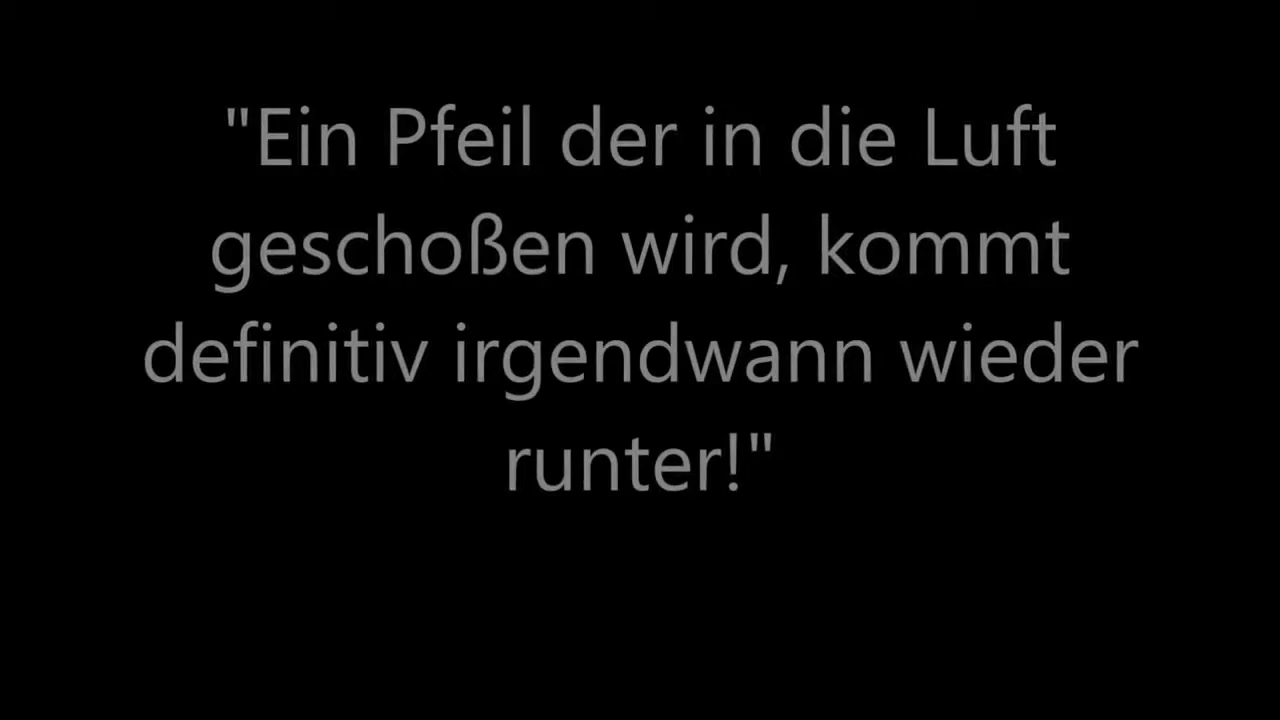 "Ein Pfeil der in die Luft
geschoßen wird, kommt
definitiv irgendwann wieder
runter!"